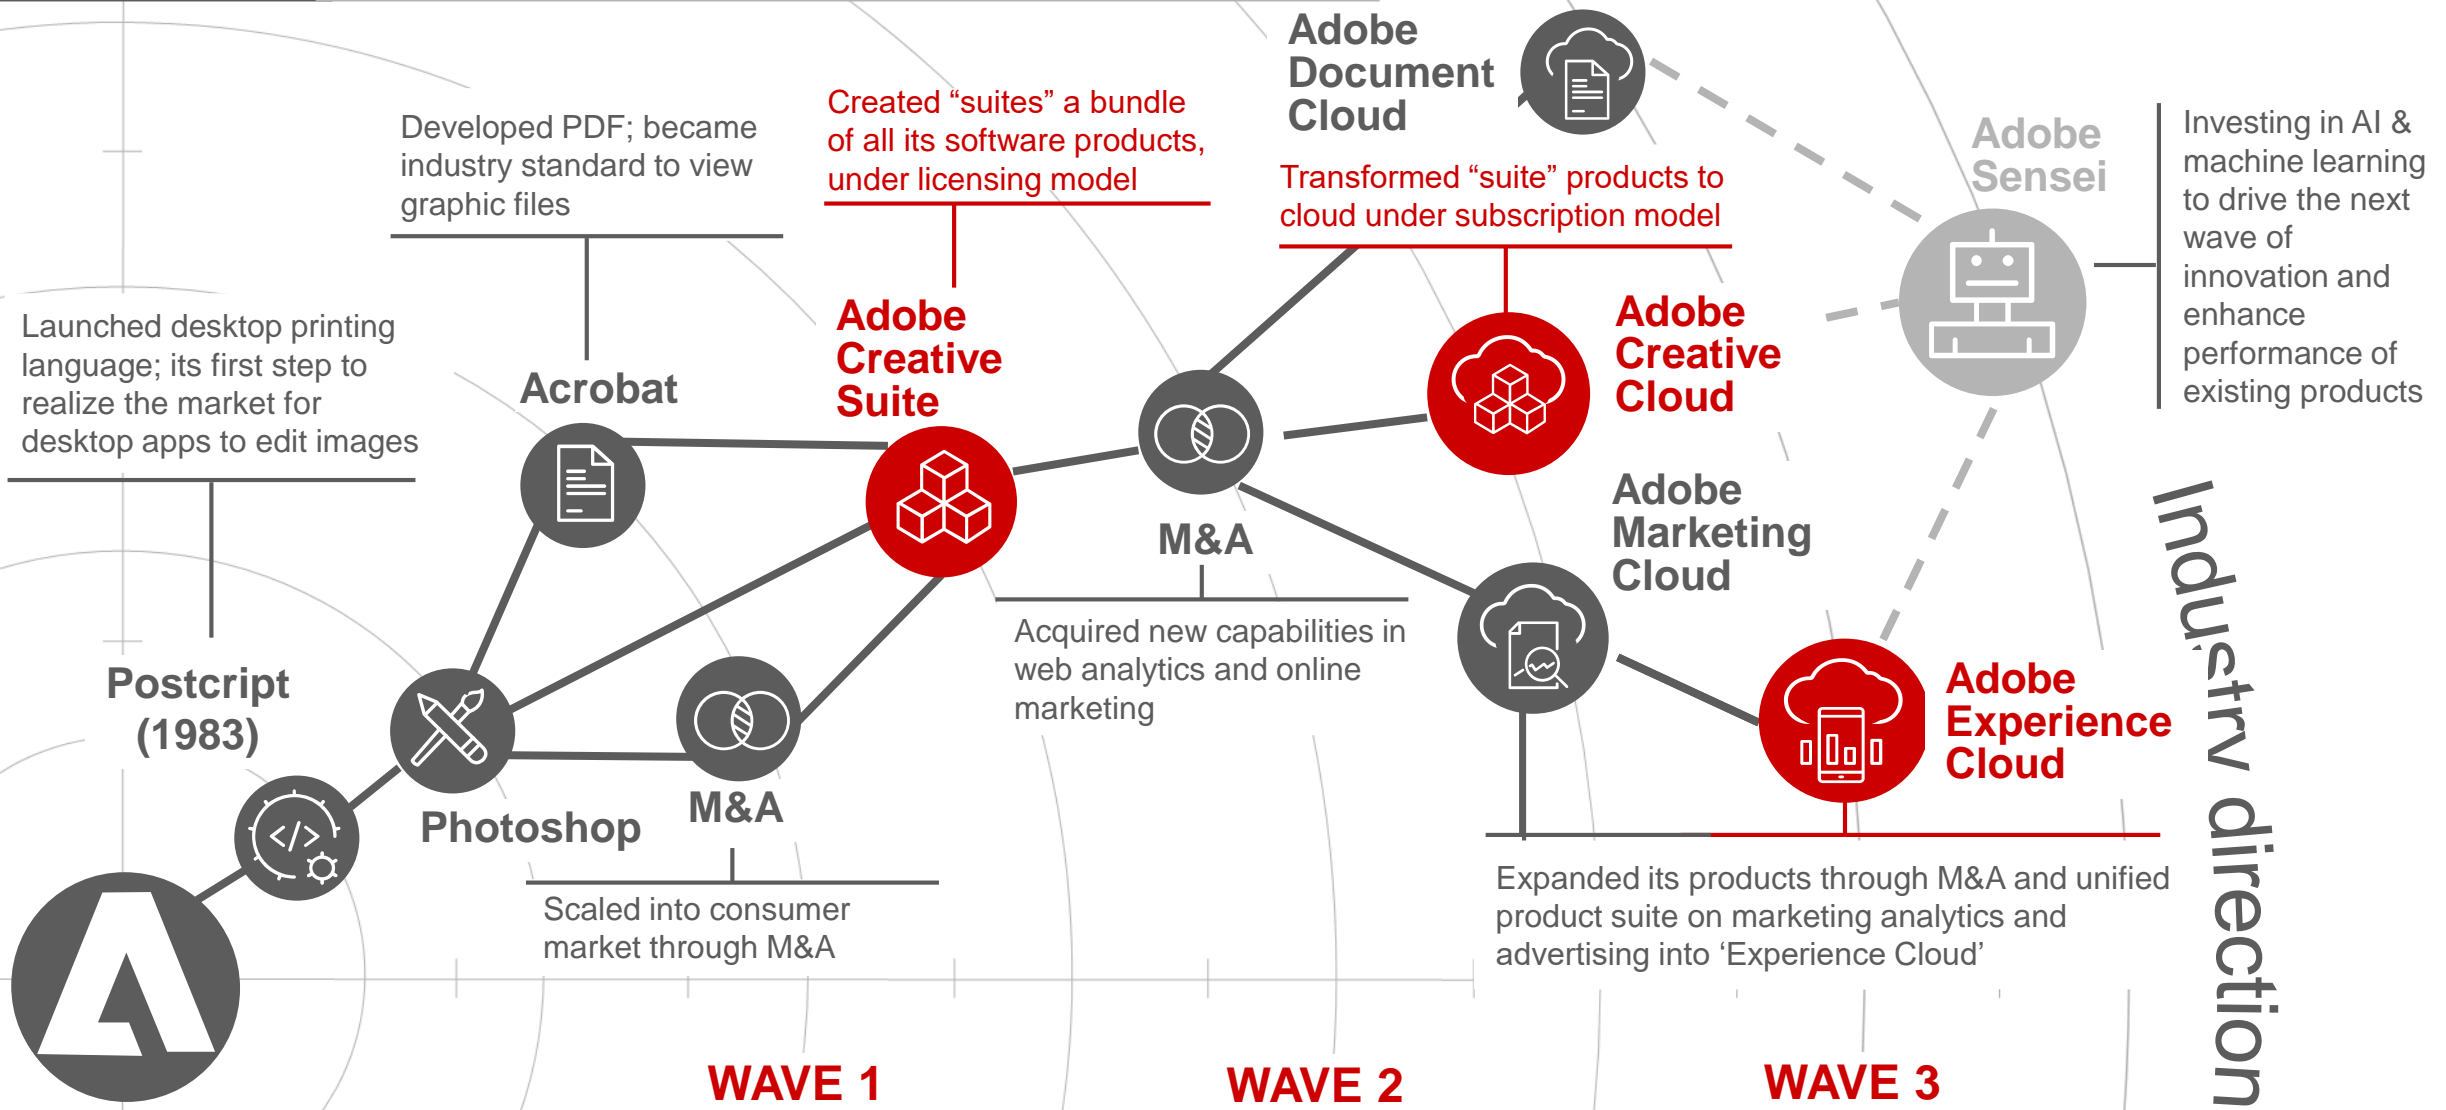 Adobe
Document
Cloud
Created “suites” a bundle
of all its software products,
under licensing model
Developed PDF; became
industry standard to view
graphic files
Transformed “suite” products to
cloud under subscription model
Adobe
Sensei
Investing in AI &
machine learning
to drive the next
wave of
innovation and
enhance
performance of
existing products
Launched desktop printing
language; its first step to
realize the market for
desktop apps to edit images
Acrobat
Adobe
Creative
Suite
Adobe
Creative
Cloud
M&A
Acquired new capabilities in
web analytics and online
marketing
Adobe
Marketing
Cloud
Postcript
(1983)
</>
Photoshop
M&A
Scaled into consumer
market through M&A
Adobe
Experience
Cloud
Expanded its products through M&A and unified
product suite on marketing analytics and
advertising into ‘Experience Cloud’
Industry direction
WAVE 1
WAVE 2
WAVE 3